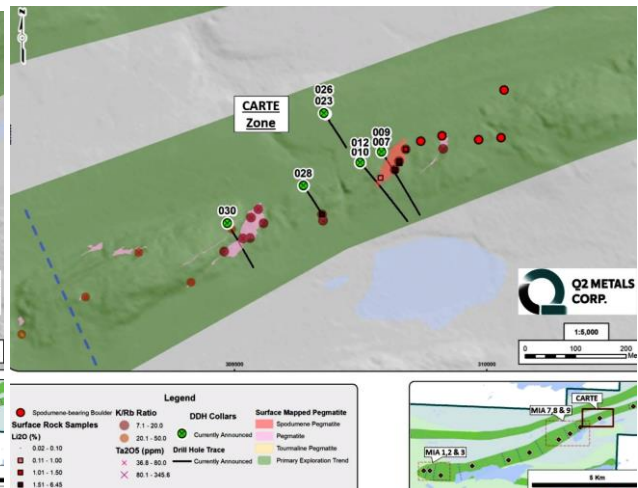 N
026
023
CARTE
Zone
012
010
009
007
028
030
Q2 METALS
CORP.
1:5,000
0
100
200
Me
309500
310000
Legend
Spodumene-bearing Boulder
Surface Rock Samples
Li2O (%)
0.02 - 0.10
0.11 - 1.00
1.01 - 1.50
1.51 - 6.45
K/Rb Ratio
7.1 - 20.0
20.1 - 50.0
Ta2O5 (ppm)
36.8 - 80.0
80.1 - 345.6
DDH Collars
Currently Announced
Drill Hole Trace
Currently Announced
Surface Mapped Pegmatite
Spodumene Pegmatite
Pegmatite
Tourmaline Pegmatite
Primary Exploration Trend
CARTE
MIA 7,8 & 9
MIA 1,2 & 3
5 Km